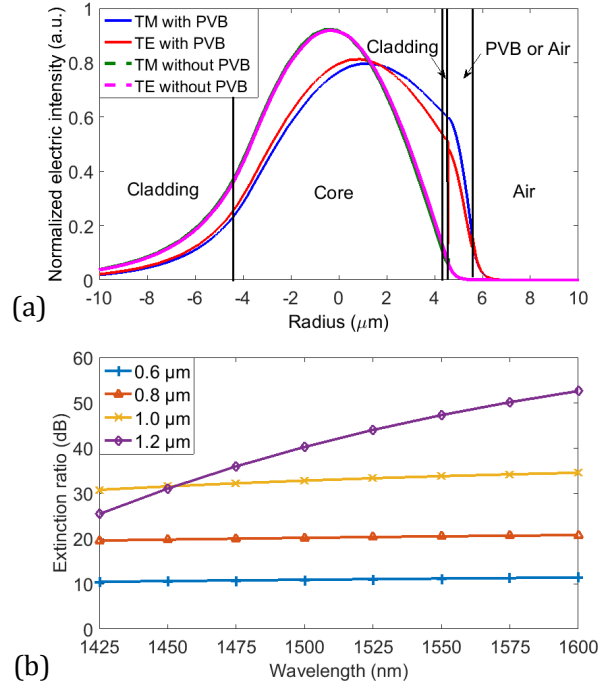 (a)
Normalized electric intensity (a.u.)
1
0.8
0.6
0.4
0.2
0
TM with PVB
TE with PVB
TM without PVB
TE without PVB
Cladding
PVB or Air
Cladding
Core
Air
-10 -8 -6 -4 -2 0 2 4 6 8 10
Radius (μm)
(b)
Extinction ratio (dB)
60
50
40
30
20
10
0
0.6 μm
0.8 μm
1.0 μm
1.2 μm
1425 1450 1475 1500 1525 1550 1575 1600
Wavelength (nm)